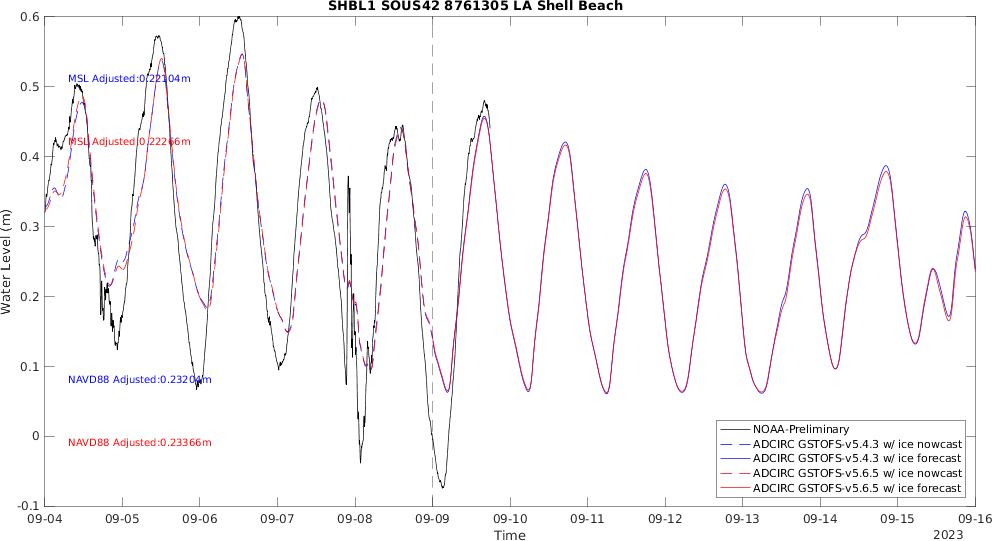 SHBL1 SOUS42 8761305 LA Shell Beach
0.6
0.5
0.4
0.3
0.2
0.1
0
-0.1
Water Level (m)
MSL Adjusted:0.22104m
MSL Adjusted:0.22266m
NAVD88 Adjusted:0.23204m
NAVD88 Adjusted:0.23366m
NOAA-Preliminary
ADCIRC GSTOFS-v5.4.3 w/ ice nowcast
ADCIRC GSTOFS-v5.4.3 w/ ice forecast
ADCIRC GSTOFS-v5.6.5 w/ ice nowcast
ADCIRC GSTOFS-v5.6.5 w/ ice forecast
09-04 09-05 09-06 09-07 09-08 09-09 09-10 09-11 09-12 09-13 09-14 09-15 09-16
Time
2023